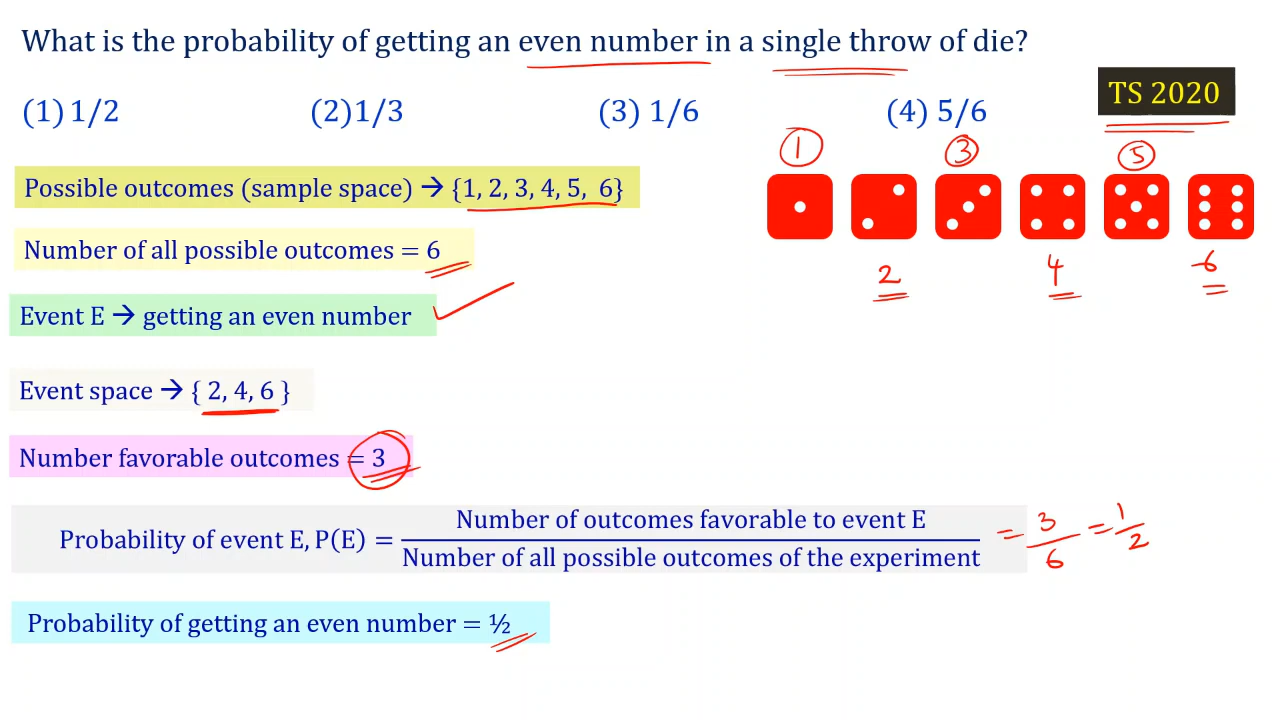 What is the probability of getting an even number in a single throw of die?
(1) 1/2 (2)1/3 (3) 1/6 (4) 5/6
TS 2020
1 3 5
Possible outcomes (sample space) → {1, 2, 3, 4, 5, 6}
Number of all possible outcomes = 6
2 4 6
Event E → getting an even number
Event space → { 2, 4, 6 }
Number favorable outcomes = 3
Probability of event E, P(E) = Number of outcomes favorable to event E / Number of all possible outcomes of the experiment = 3/6 = 1/2
Probability of getting an even number = ½